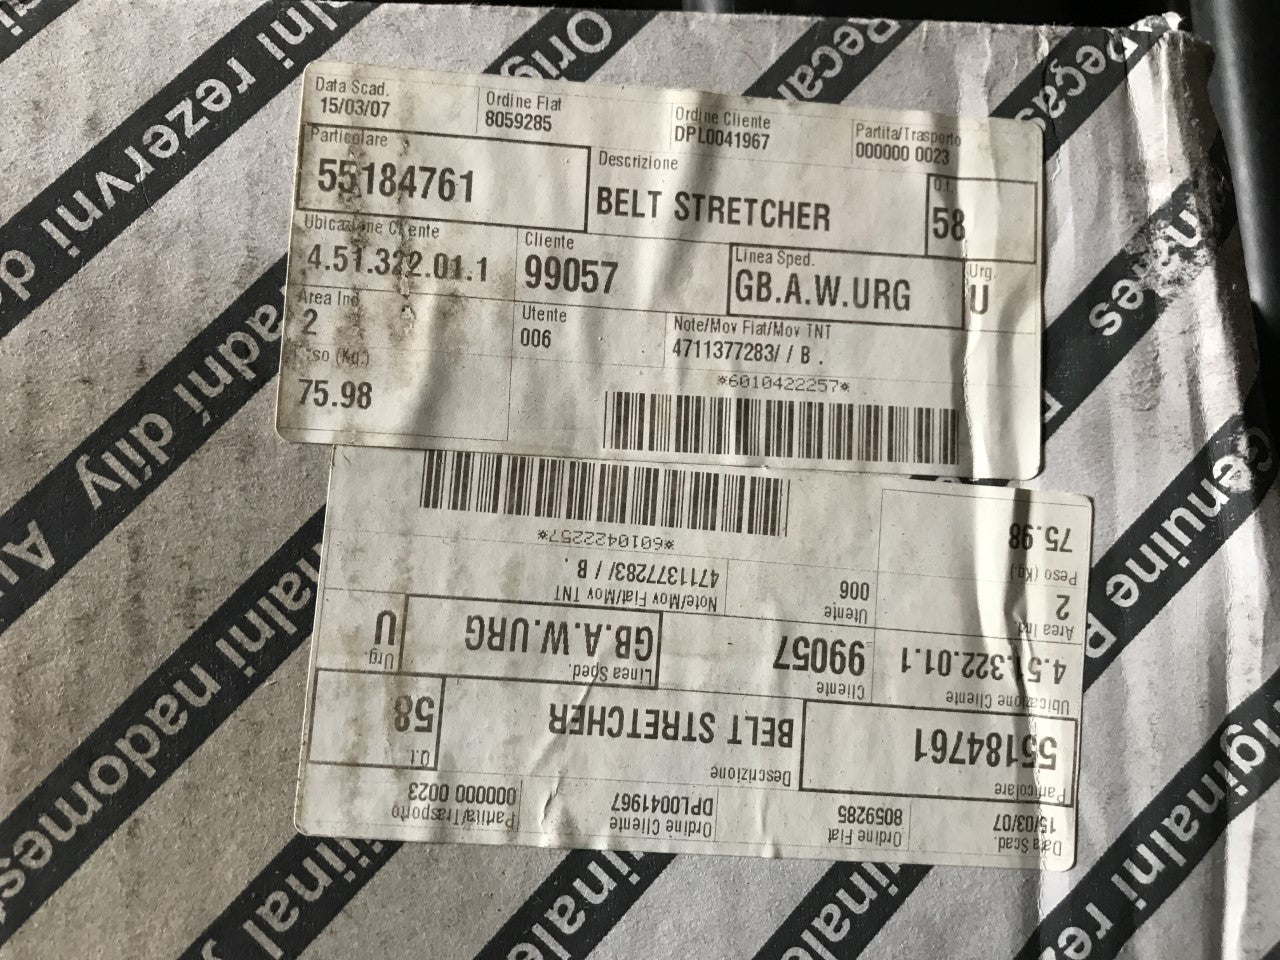 Data Scad.
15/03/07
Ordine Fiat
8059285
Ordine Cliente
DPL0041967
Partita/Trasporto
000000 0023
Particolare
55184761
Descrizione
BELT STRETCHER
Q.t
58
Ubicazione Cliente
4.51.322.01.1
Cliente
99057
Linea Sped.
GB.A.W.URG
Urg.
U
Area Ind.
2
Utente
006
Note/Mov Fiat/Mov TNT
4711377283/ / B .
Peso (Kg.)
75.98
*6010422257*
Data Scad.
15/03/07
Ordine Fiat
8059285
Ordine Cliente
DPL0041967
Partita/Trasporto
000000 0023
Particolare
55184761
Descrizione
BELT STRETCHER
Q.t
58
Ubicazione Cliente
4.51.322.01.1
Cliente
99057
Linea Sped.
GB.A.W.URG
Urg.
U
Area Ind.
2
Utente
006
Note/Mov Fiat/Mov TNT
4711377283/ / B .
Peso (Kg.)
75.98
*6010422257*
rezervni
díly
nadomes
Genuine